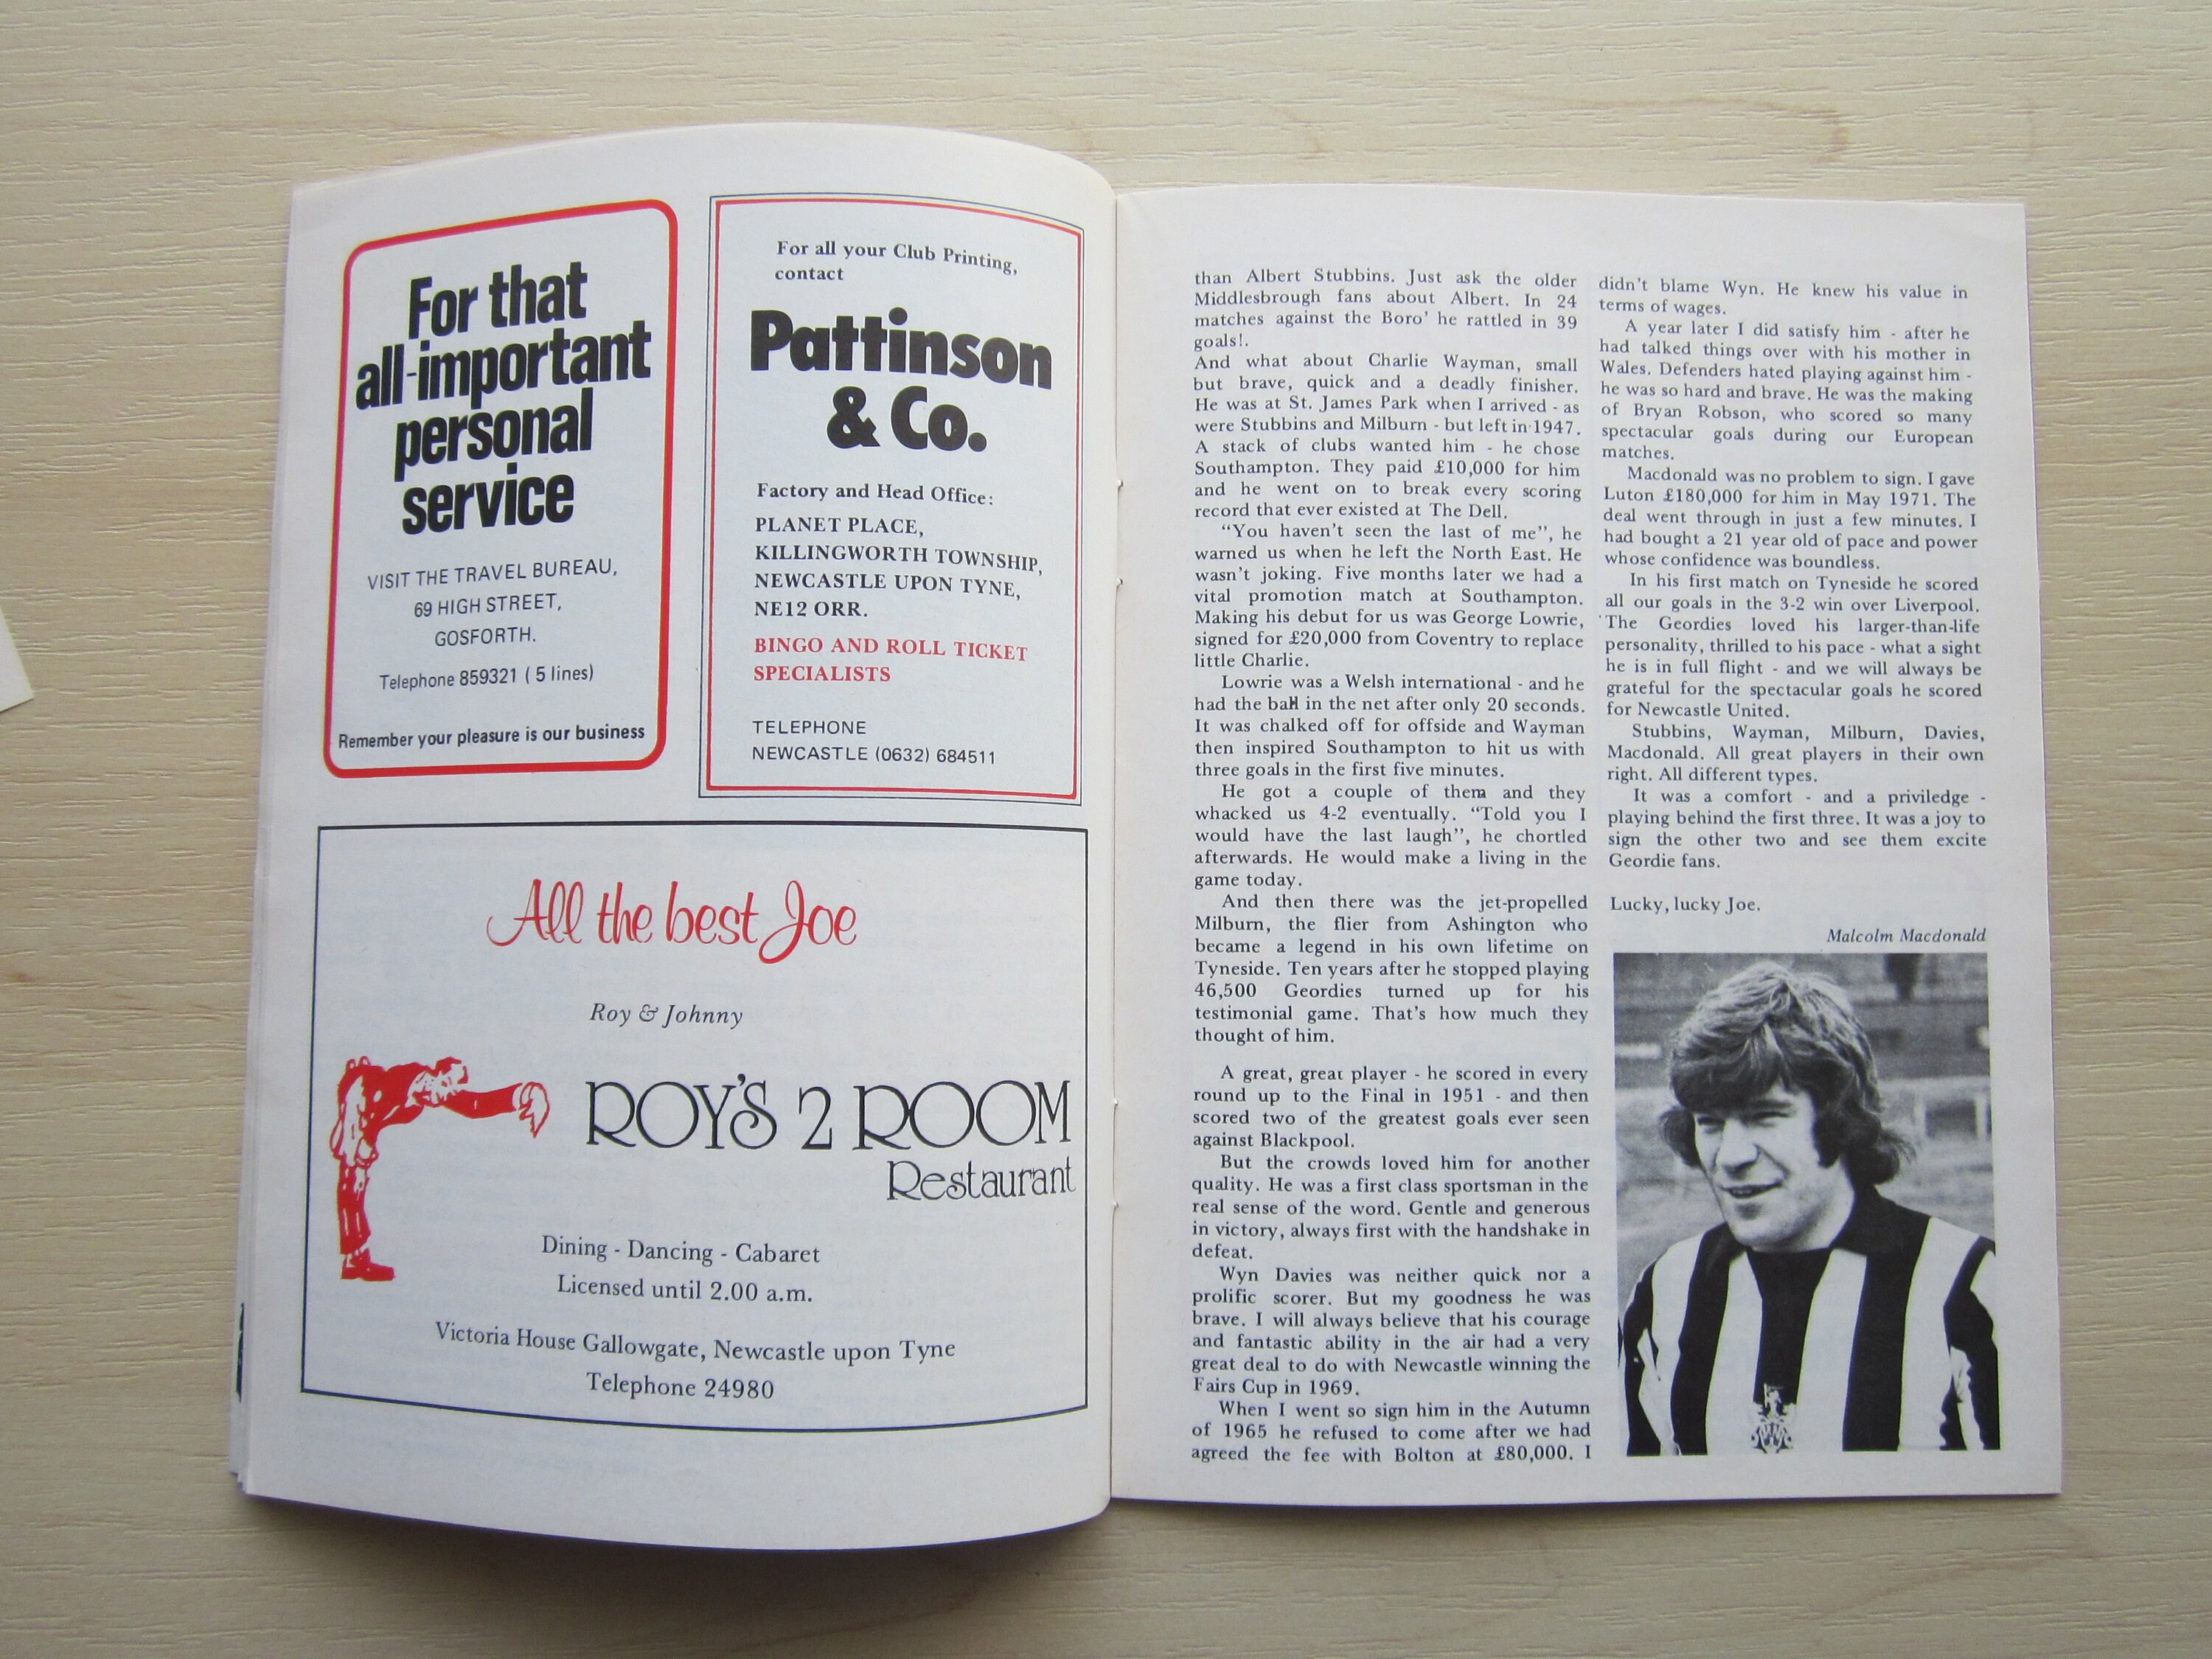 For that
all-important
personal
service
VISIT THE TRAVEL BUREAU,
69 HIGH STREET,
GOSFORTH.
Telephone 859321 ( 5 lines)
Remember your pleasure is our business
For all your Club Printing,
contact
Pattinson
& Co.
Factory and Head Office:
PLANET PLACE,
KILLINGWORTH TOWNSHIP,
NEWCASTLE UPON TYNE,
NE12 ORR.
BINGO AND ROLL TICKET
SPECIALISTS
TELEPHONE
NEWCASTLE (0632) 684511
All the best Joe
Roy & Johnny
ROY'S 2 ROOM
Restaurant
Dining - Dancing - Cabaret
Licensed until 2.00 a.m.
Victoria House Gallowgate, Newcastle upon Tyne
Telephone 24980
than Albert Stubbins. Just ask the older
Middlesbrough fans about Albert. In 24
matches against the Boro' he rattled in 39
goals!.
And what about Charlie Wayman, small
but brave, quick and a deadly finisher.
He was at St. James Park when I arrived - as
were Stubbins and Milburn - but left in 1947.
A stack of clubs wanted him - he chose
Southampton. They paid £10,000 for him
and he went on to break every scoring
record that ever existed at The Dell.
"You haven't seen the last of me", he
warned us when he left the North East. He
wasn't joking. Five months later we had a
vital promotion match at Southampton.
Making his debut for us was George Lowrie,
signed for £20,000 from Coventry to replace
little Charlie.
Lowrie was a Welsh international - and he
had the ball in the net after only 20 seconds.
It was chalked off for offside and Wayman
then inspired Southampton to hit us with
three goals in the first five minutes.
He got a couple of them and they
whacked us 4-2 eventually. "Told you I
would have the last laugh", he chortled
afterwards. He would make a living in the
game today.
And then there was the jet-propelled
Milburn, the flier from Ashington who
became a legend in his own lifetime on
Tyneside. Ten years after he stopped playing
46,500 Geordies turned up for his
testimonial game. That's how much they
thought of him.
A great, great player - he scored in every
round up to the Final in 1951 - and then
scored two of the greatest goals ever seen
against Blackpool.
But the crowds loved him for another
quality. He was a first class sportsman in the
real sense of the word. Gentle and generous
in victory, always first with the handshake in
defeat.
Wyn Davies was neither quick nor a
prolific scorer. But my goodness he was
brave. I will always believe that his courage
and fantastic ability in the air had a very
great deal to do with Newcastle winning the
Fairs Cup in 1969.
When I went so sign him in the Autumn
of 1965 he refused to come after we had
agreed the fee with Bolton at £80,000. I
didn't blame Wyn. He knew his value in
terms of wages.
A year later I did satisfy him - after he
had talked things over with his mother in
Wales. Defenders hated playing against him -
he was so hard and brave. He was the making
of Bryan Robson, who scored so many
spectacular goals during our European
matches.
Macdonald was no problem to sign. I gave
Luton £180,000 for him in May 1971. The
deal went through in just a few minutes. I
had bought a 21 year old of pace and power
whose confidence was boundless.
In his first match on Tyneside he scored
all our goals in the 3-2 win over Liverpool.
The Geordies loved his larger-than-life
personality, thrilled to his pace - what a sight
he is in full flight - and we will always be
grateful for the spectacular goals he scored
for Newcastle United.
Stubbins, Wayman, Milburn, Davies,
Macdonald. All great players in their own
right. All different types.
It was a comfort - and a priviledge -
playing behind the first three. It was a joy to
sign the other two and see them excite
Geordie fans.
Lucky, lucky Joe.
Malcolm Macdonald